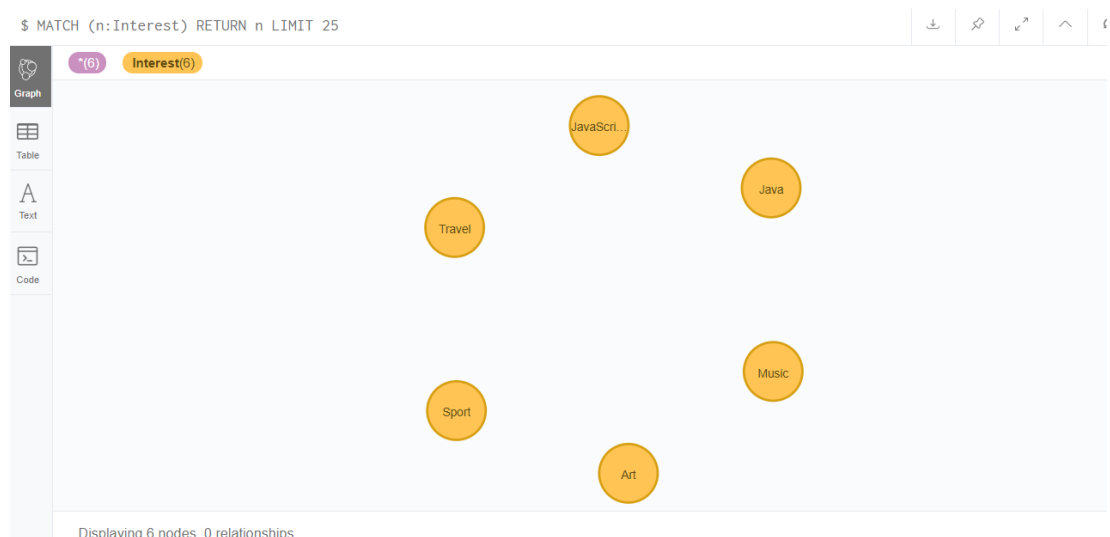 $ MATCH (n:Interest) RETURN n LIMIT 25
*(6) Interest(6)
Graph
Table
Text
Code
JavaScri...
Java
Travel
Music
Sport
Art
Displaying 6 nodes, 0 relationships.